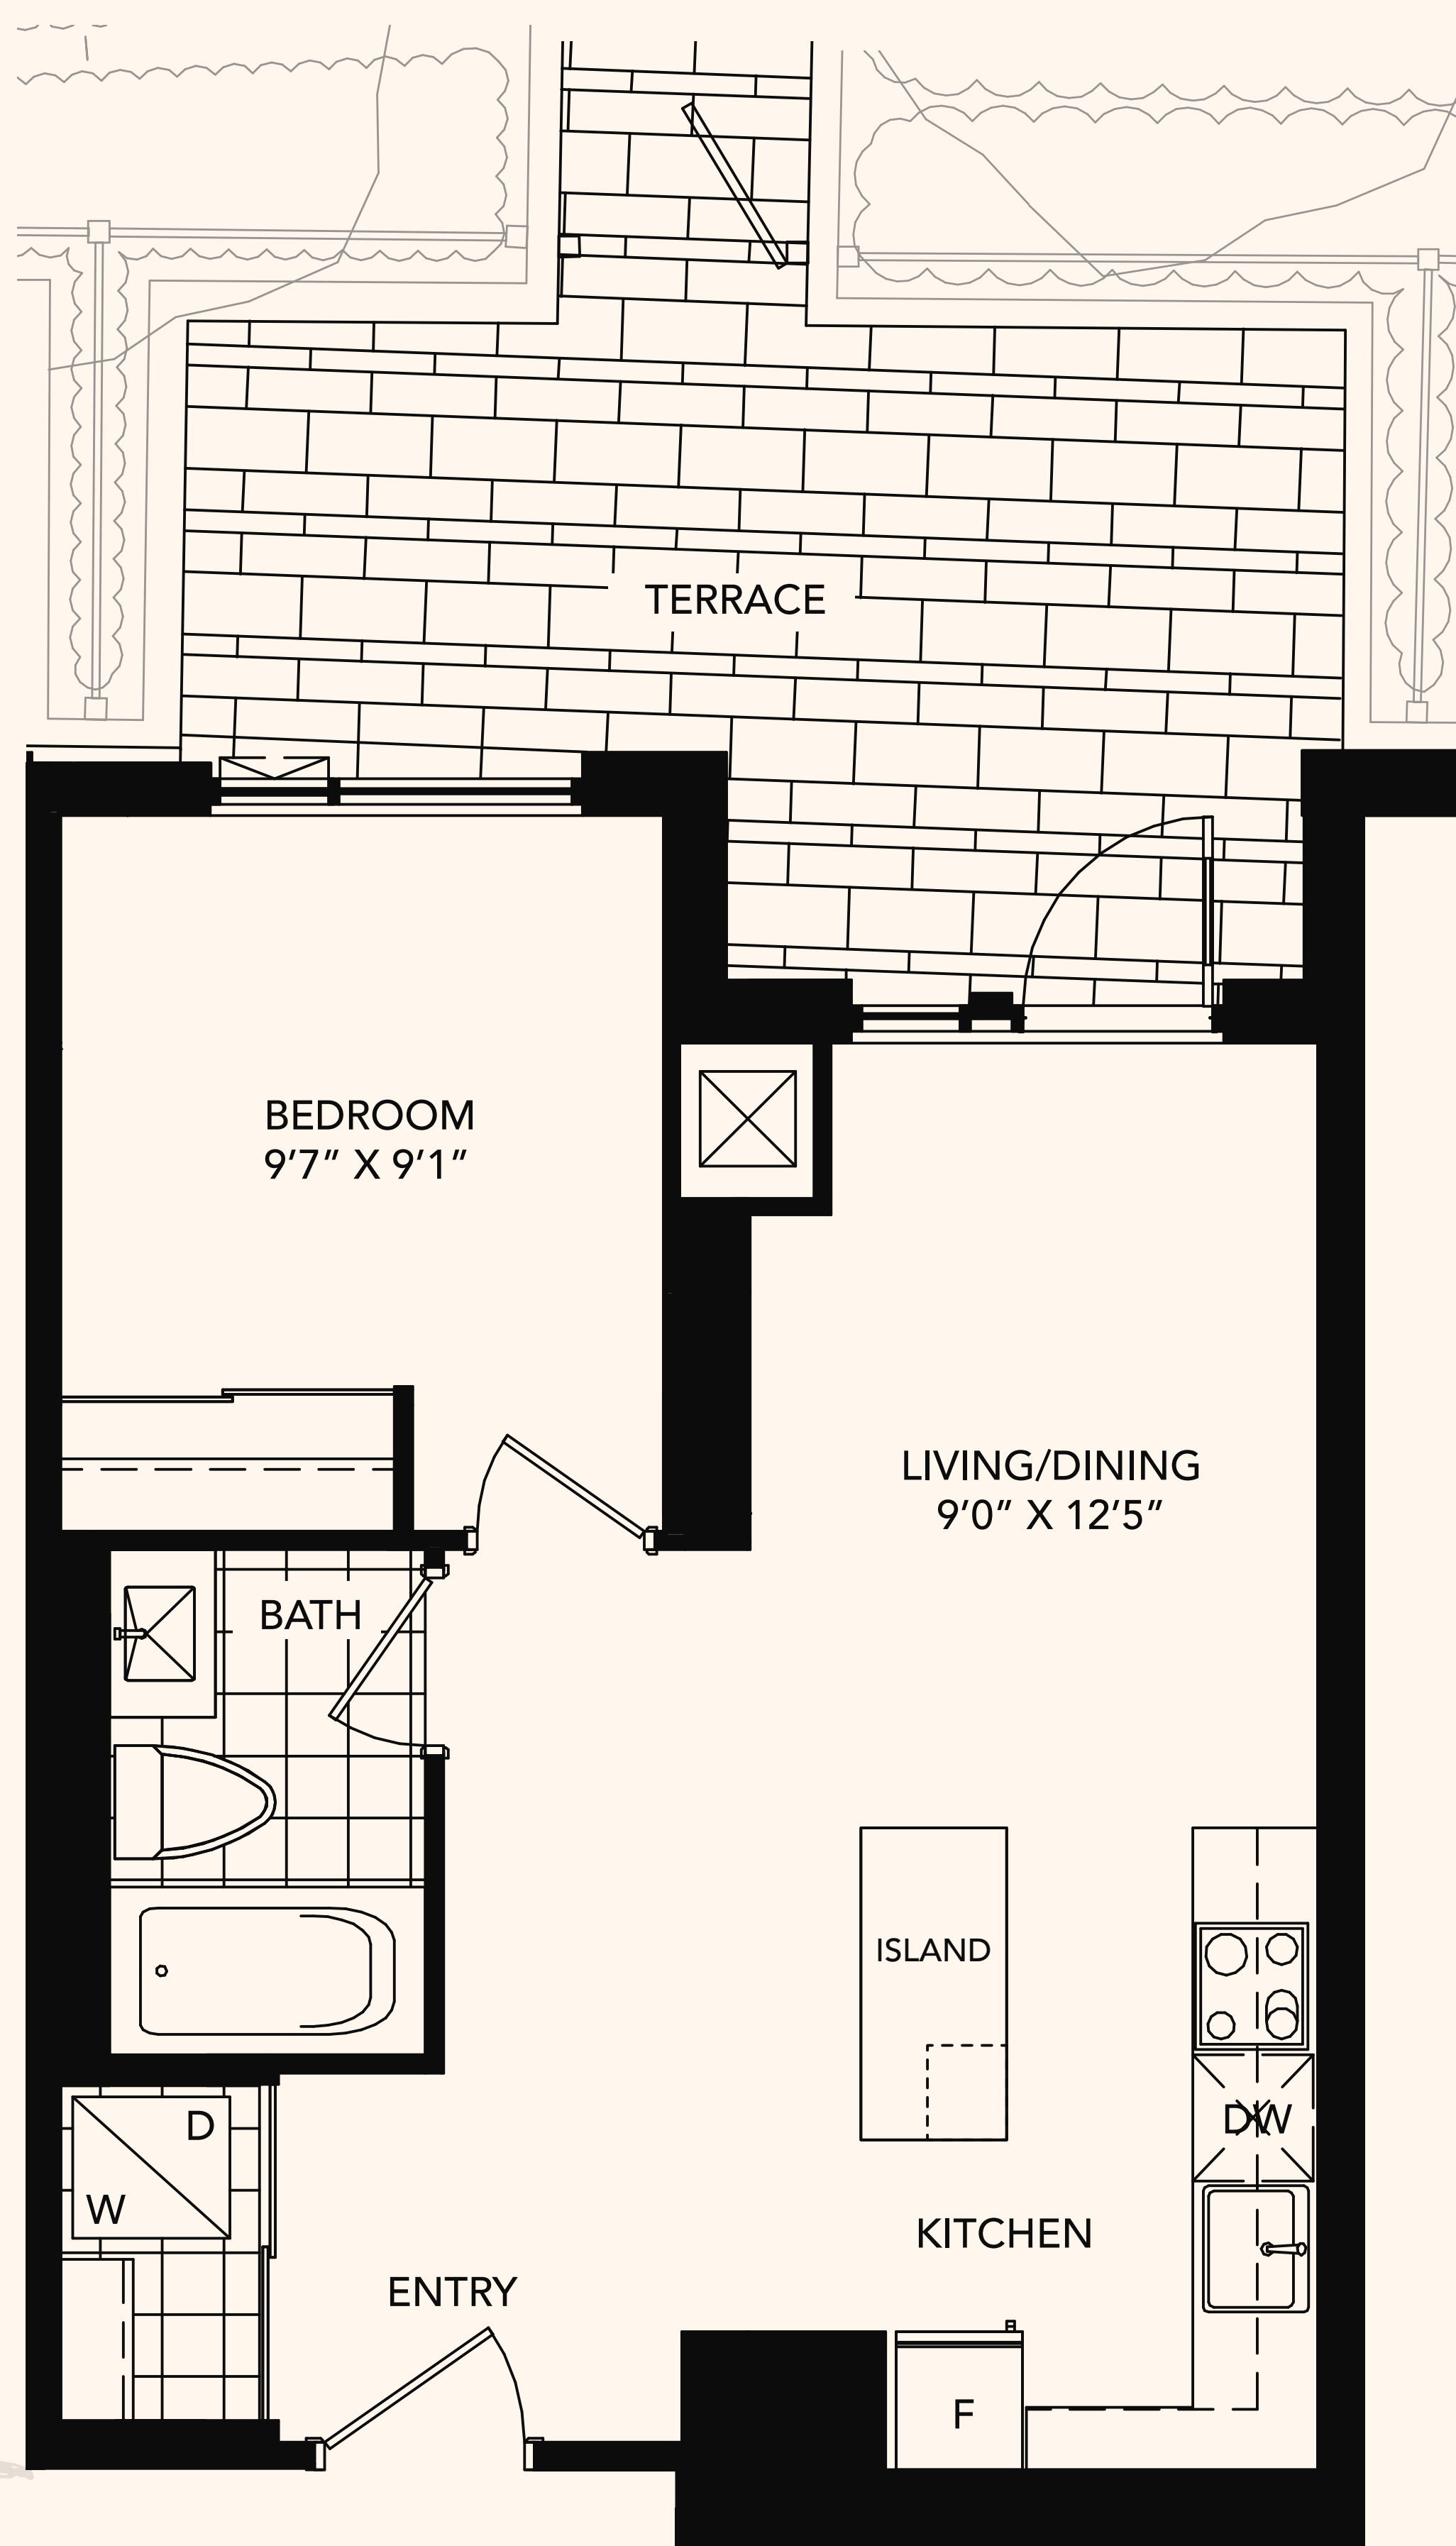 TERRACE
BEDROOM
9’7” X 9’1”
LIVING/DINING
9’0” X 12’5”
BATH
ISLAND
DW
D
W
KITCHEN
ENTRY
F